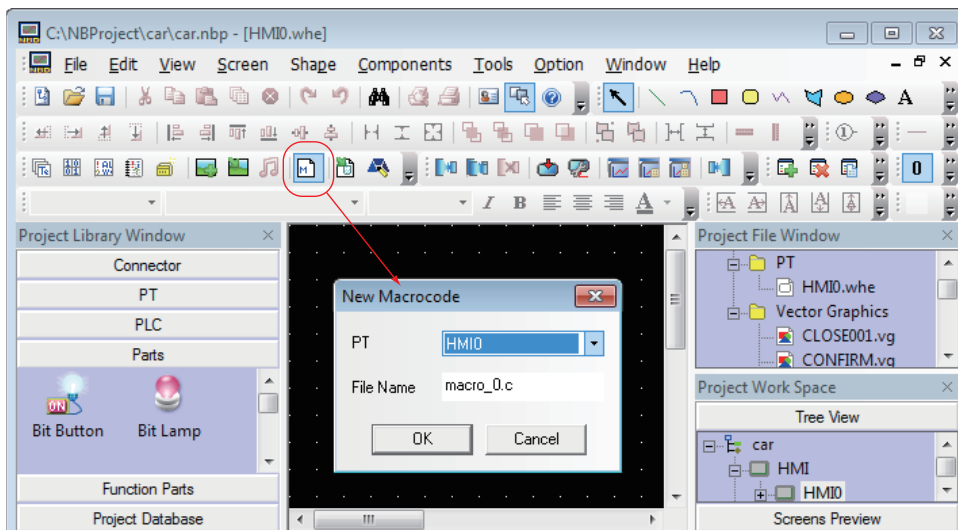 C:\NBProject\car\car.nbp - [HMI0.whe]
File Edit View Screen Shape Components Tools Option Window Help
A
M
1
0
I B A
A A A A A
Project Library Window
Connector
PT
PLC
Parts
ON
Bit Button Bit Lamp
Function Parts
Project Database
New Macrocode
PT HMI0
File Name macro_0.c
OK Cancel
Project File Window
PT
HMI0.whe
Vector Graphics
CLOSE001.vg
CONFIRM.vg
Project Work Space
Tree View
car
HMI
HMI0
Screens Preview